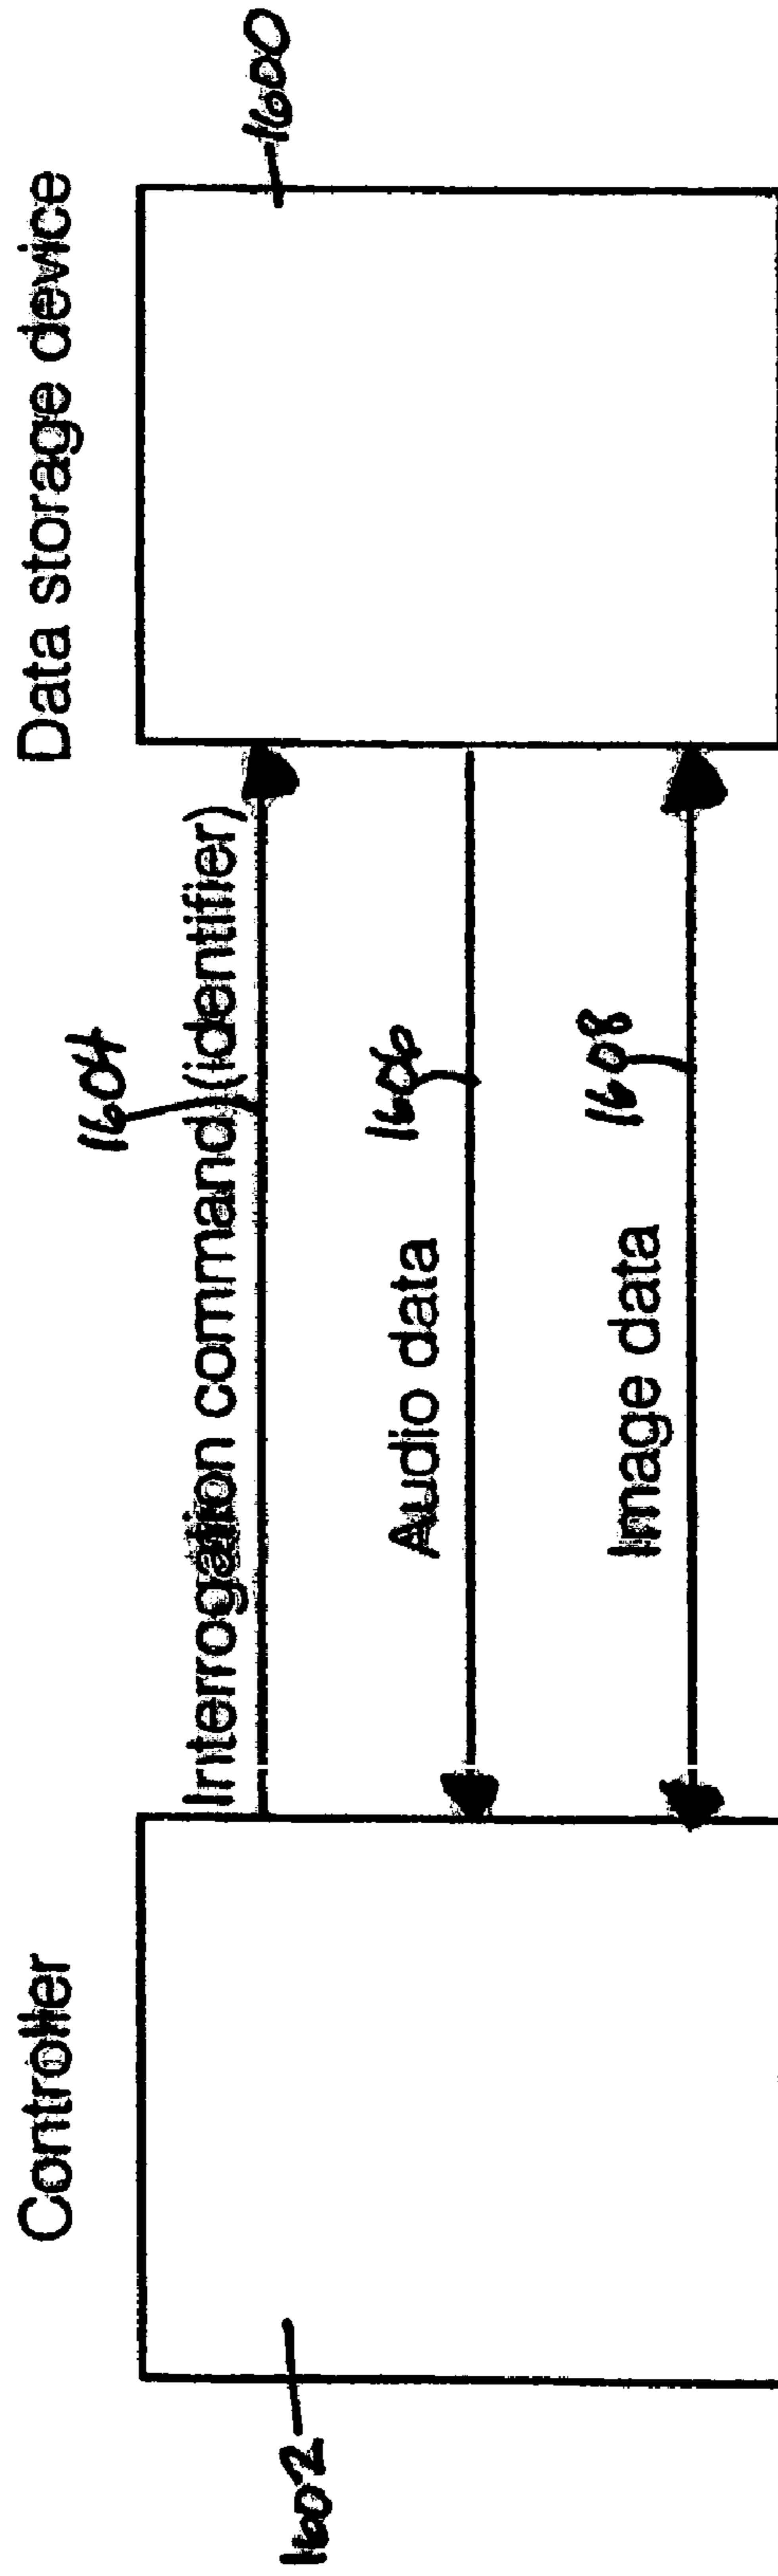 Controller
Data storage device
1602
1600
1604
Interrogation command (identifier)
Audio data
1606
Image data
1608